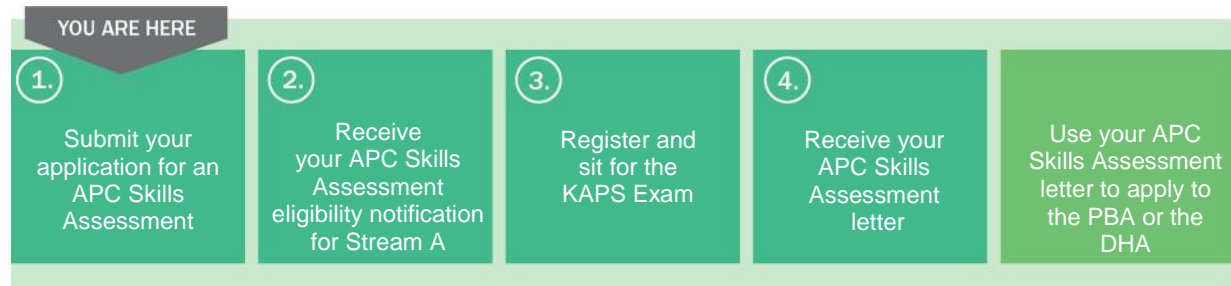 YOU ARE HERE
1.
Submit your
application for an
APC Skills
Assessment
2.
Receive
your APC Skills
Assessment
eligibility notification
for Stream A
3.
Register and
sit for the
KAPS Exam
4.
Receive your
APC Skills
Assessment
letter
Use your APC
Skills Assessment
letter to apply to
the PBA or the
DHA